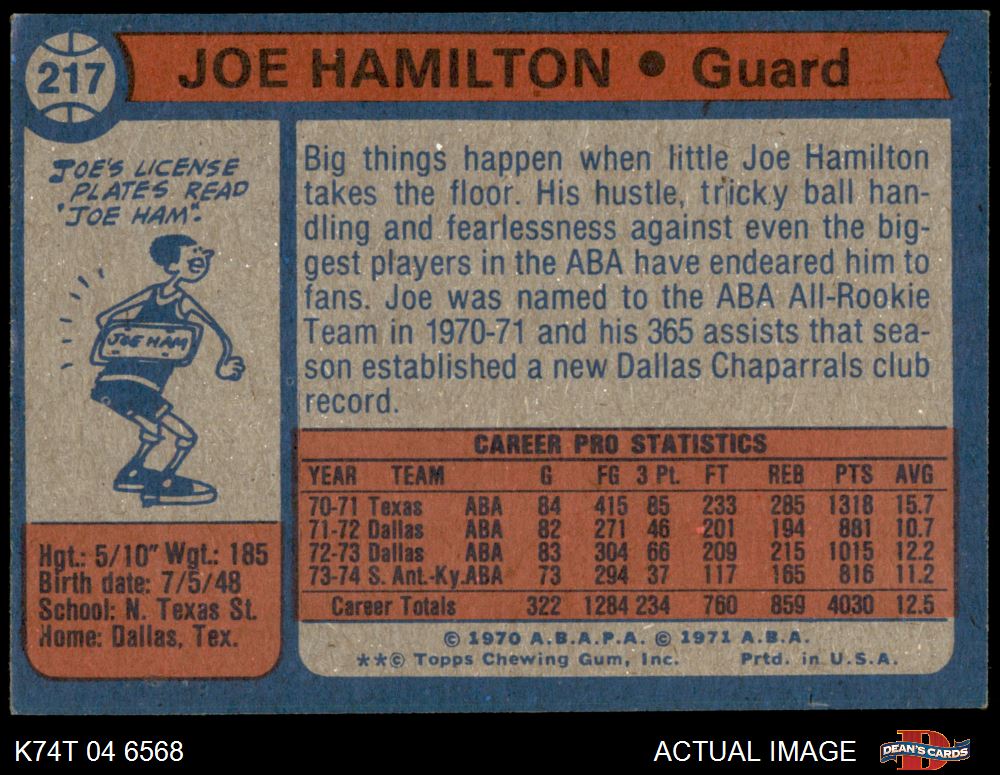 217
JOE HAMILTON • Guard
JOE'S LICENSE
PLATES READ
"JOE HAM".
JOE HAM
Hgt.: 5/10" Wgt.: 185
Birth date: 7/5/48
School: N. Texas St.
Home: Dallas, Tex.
Big things happen when little Joe Hamilton
takes the floor. His hustle, tricky ball han-
dling and fearlessness against even the big-
gest players in the ABA have endeared him to
fans. Joe was named to the ABA All-Rookie
Team in 1970-71 and his 365 assists that sea-
son established a new Dallas Chaparrals club
record.
CAREER PRO STATISTICS
YEAR TEAM G FG 3 Pt. FT REB PTS AVG
70-71 Texas ABA 84 415 85 233 285 1318 15.7
71-72 Dallas ABA 82 271 46 201 194 881 10.7
72-73 Dallas ABA 83 304 66 209 215 1015 12.2
73-74 S. Ant.-Ky. ABA 73 294 37 117 165 816 11.2
Career Totals 322 1284 234 760 859 4030 12.5
© 1970 A.B.A.P.A. © 1971 A.B.A.
**© Topps Chewing Gum, Inc. Prtd. in U.S.A.
K74T 04 6568
ACTUAL IMAGE
DEAN'S CARDS